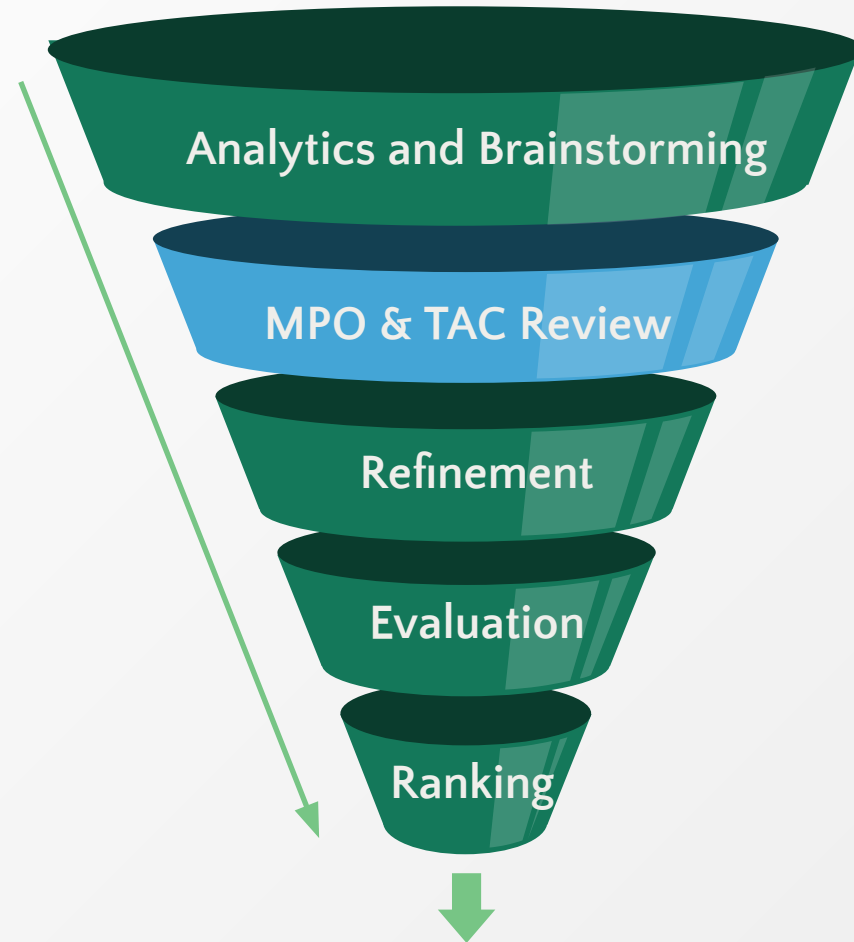 Analytics and Brainstorming
MPO & TAC Review
Refinement
Evaluation
Ranking